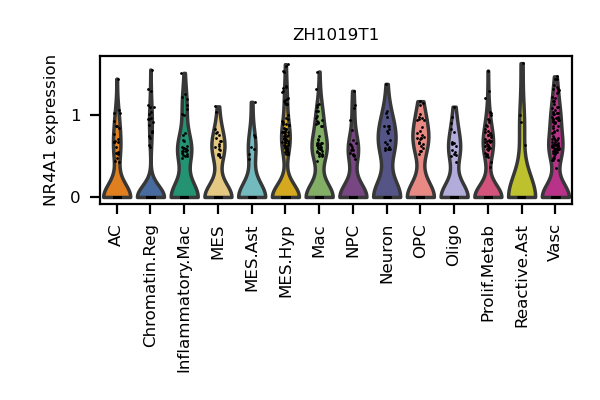 ZH1019T1
NR4A1 expression
1
0
AC
Chromatin.Reg
Inflammatory.Mac
MES
MES.Ast
MES.Hyp
Mac
NPC
Neuron
OPC
Oligo
Prolif.Metab
Reactive.Ast
Vasc